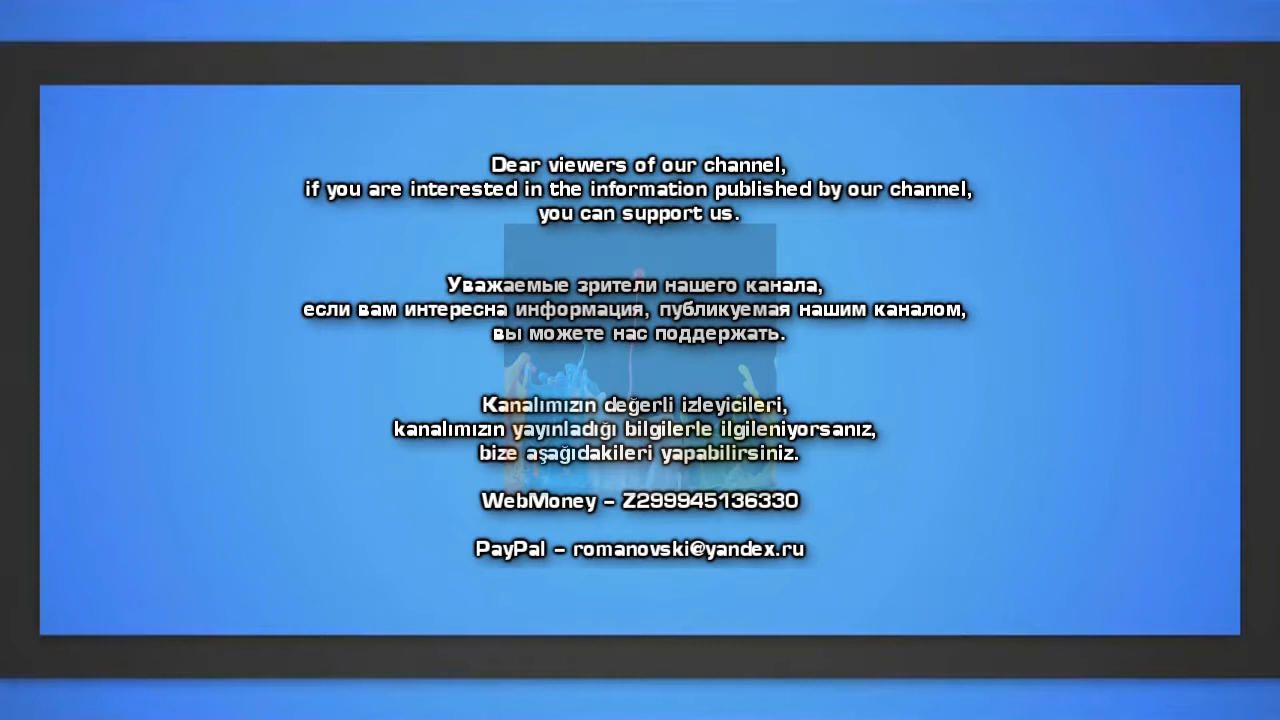 Dear viewers of our channel,
if you are interested in the information published by our channel,
you can support us.
Уважаемые зрители нашего канала,
если вам интересна информация, публикуемая нашим каналом,
вы можете нас поддержать.
Kanalımızın değerli izleyicileri,
kanalımızın yayınladığı bilgilerle ilgileniyorsanız,
bize aşağıdakileri yapabilirsiniz.
WebMoney – Z299945136330
PayPal – romanovski@yandex.ru